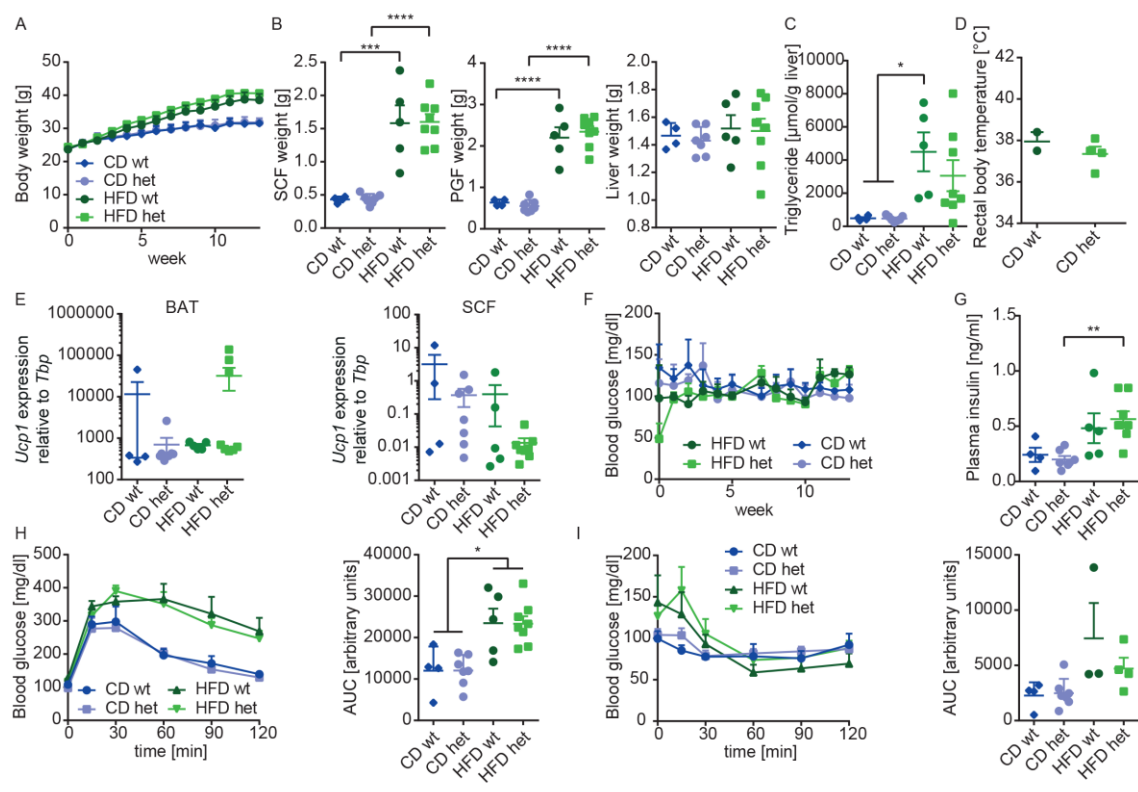 A
Body weight [g]
50
40
30
20
10
0
0
5
10
week
CD wt
CD het
HFD wt
HFD het
B
****
***
SCF weight [g]
2.5
2.0
1.5
1.0
0.5
0.0
CD wt
CD het
HFD wt
HFD het
****
****
PGF weight [g]
6
4
2
0
CD wt
CD het
HFD wt
HFD het
Liver weight [g]
2.0
1.8
1.6
1.4
1.2
1.0
CD wt
CD het
HFD wt
HFD het
C
*
Triglyceride [µmol/g liver]
10000
8000
6000
4000
2000
0
CD wt
CD het
HFD wt
HFD het
D
Rectal body temperature [°C]
42
40
38
36
34
CD wt
CD het
E
BAT
Ucp1 expression
relative to Tbp
1000000
100000
10000
1000
100
CD wt
CD het
HFD wt
HFD het
SCF
Ucp1 expression
relative to Tbp
100
10
1
0.1
0.01
0.001
CD wt
CD het
HFD wt
HFD het
F
Blood glucose [mg/dl]
200
150
100
50
0
0
5
10
week
HFD wt
HFD het
CD wt
CD het
G
**
Plasma insulin [ng/ml]
1.5
1.0
0.5
0.0
CD wt
CD het
HFD wt
HFD het
H
Blood glucose [mg/dl]
500
400
300
200
100
0
0
30
60
90
120
time [min]
CD wt
CD het
HFD wt
HFD het
*
AUC [arbitrary units]
40000
30000
20000
10000
0
CD wt
CD het
HFD wt
HFD het
I
Blood glucose [mg/dl]
200
150
100
50
0
0
30
60
90
120
time [min]
CD wt
CD het
HFD wt
HFD het
AUC [arbitrary units]
15000
10000
5000
0
CD wt
CD het
HFD wt
HFD het